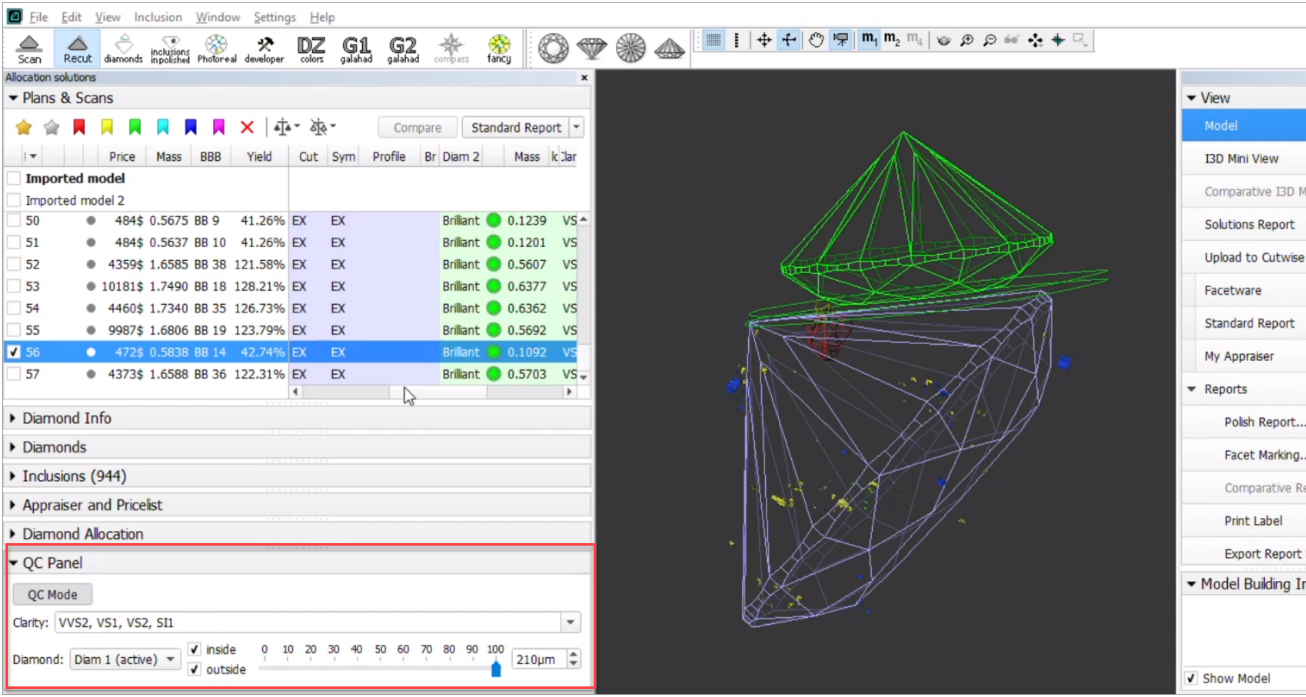 File Edit View Inclusion Window Settings Help
Scan Recut diamonds inclusions inpolished Photoreal developer DZ colors G1 galahad G2 galahad compass fancy m1 m2 m4
Allocation solutions x
Plans & Scans
Compare Standard Report
Price Mass BBB Yield Cut Sym Profile Br Diam 2 Mass
Imported model
Imported model 2
50 484$ 0.5675 BB 9 41.26% EX EX Brilliant 0.1239 VS
51 484$ 0.5637 BB 10 41.26% EX EX Brilliant 0.1201 VS
52 4359$ 1.6585 BB 38 121.58% EX EX Brilliant 0.5607 VS
53 10181$ 1.7490 BB 18 128.21% EX EX Brilliant 0.6377 VS
54 4460$ 1.7340 BB 35 126.73% EX EX Brilliant 0.6362 VS
55 9987$ 1.6806 BB 19 123.79% EX EX Brilliant 0.5692 VS
56 472$ 0.5838 BB 14 42.74% EX EX Brilliant 0.1092 VS
57 4373$ 1.6588 BB 36 122.31% EX EX Brilliant 0.5703 VS
Diamond Info
Diamonds
Inclusions (944)
Appraiser and Pricelist
Diamond Allocation
QC Panel
QC Mode
Clarity: VVS2, VS1, VS2, SI1
Diamond: Diam 1 (active) inside 0 10 20 30 40 50 60 70 80 90 100 210µm
outside
View
Model
I3D Mini View
Comparative I3D M
Solutions Report
Upload to Cutwise
Facetware
Standard Report
My Appraiser
Reports
Polish Report...
Facet Marking..
Comparative Re
Print Label
Export Report
Model Building In
Show Model